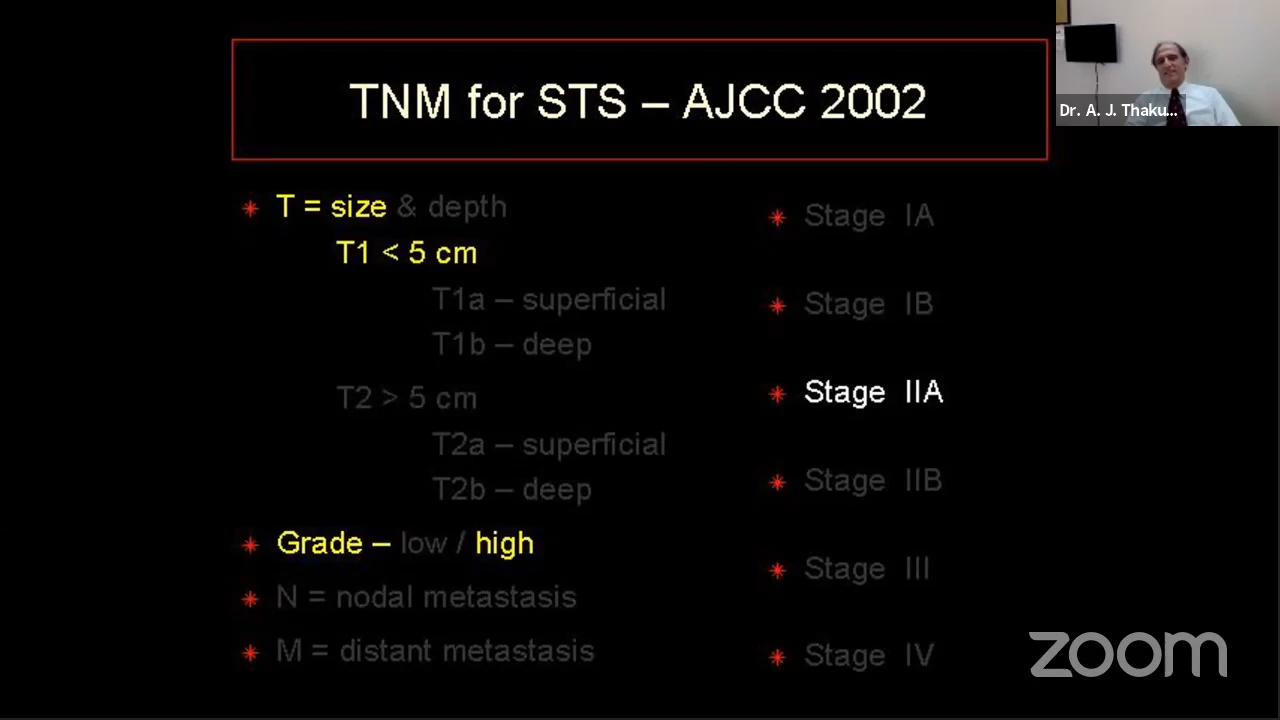 TNM for STS – AJCC 2002
Dr. A. J. Thaku...
T = size & depth
T1 < 5 cm
T1a – superficial
T1b – deep
T2 > 5 cm
T2a – superficial
T2b – deep
Grade – low / high
N = nodal metastasis
M = distant metastasis
Stage IA
Stage IB
Stage IIA
Stage IIB
Stage III
Stage IV
zoom